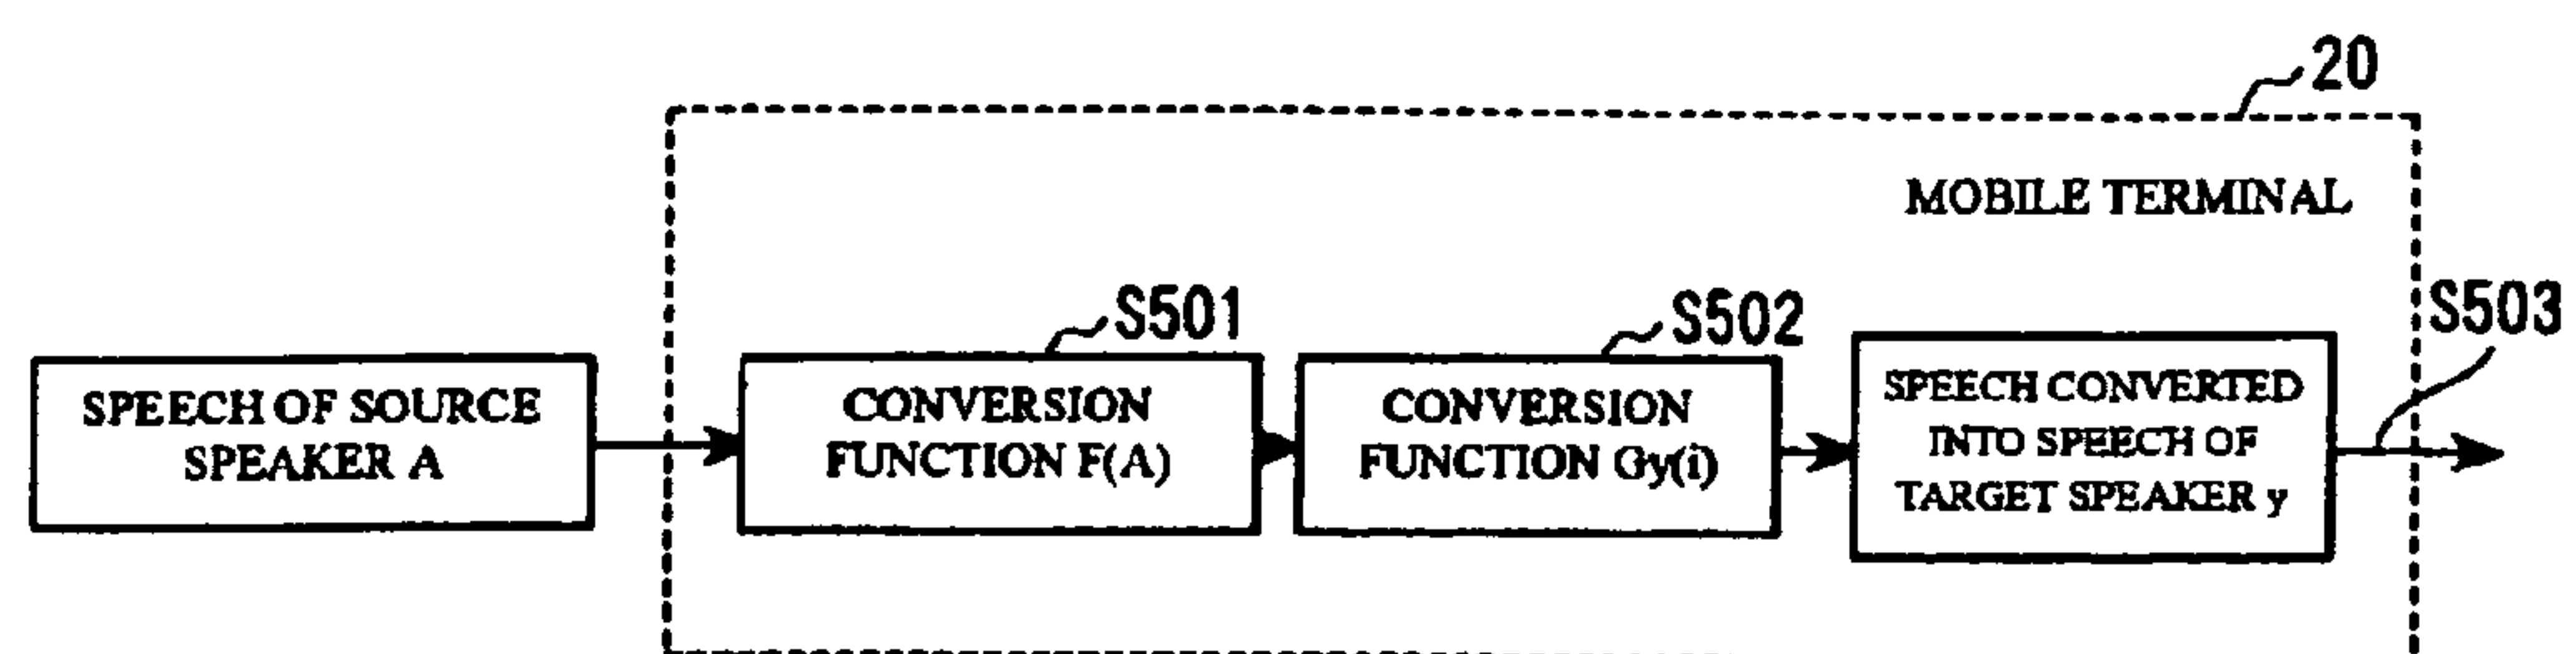 20
MOBILE TERMINAL
S501
S502
S503
SPEECH OF SOURCE
SPEAKER A
CONVERSION
FUNCTION F(A)
CONVERSION
FUNCTION Gy(i)
SPEECH CONVERTED
INTO SPEECH OF
TARGET SPEAKER y